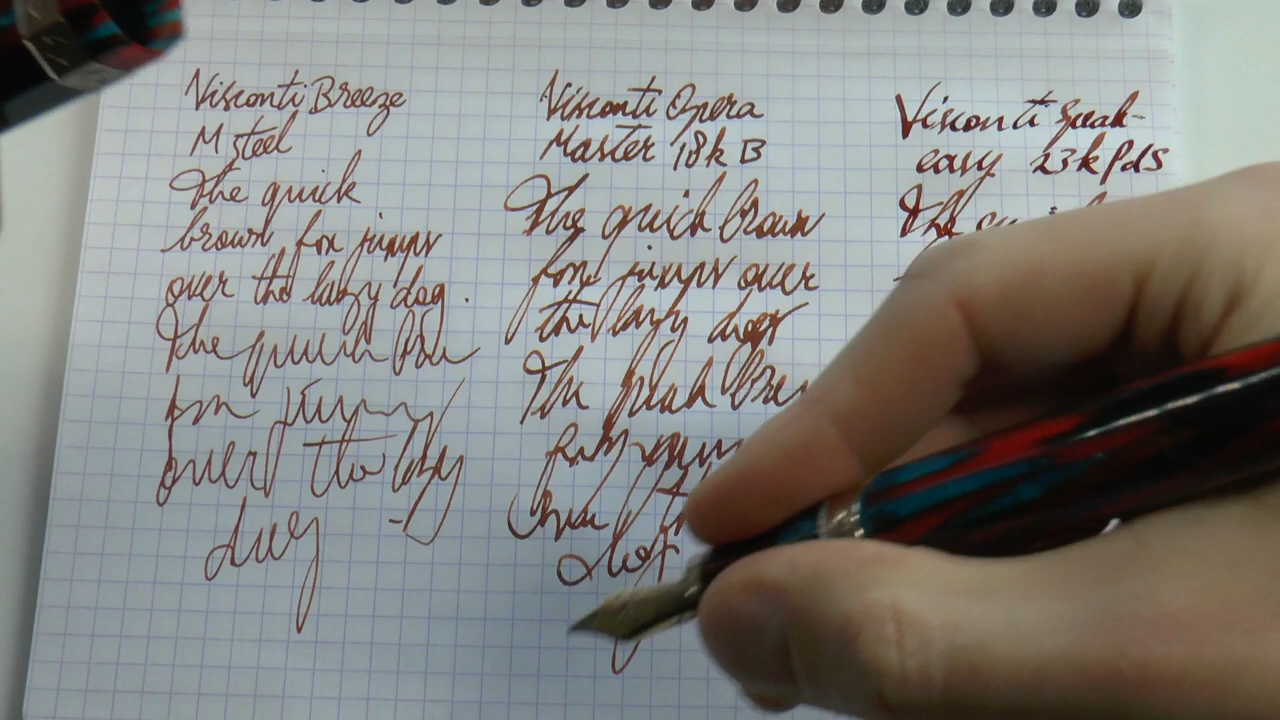 Visconti Breeze
M steel
The quick
brown fox jumps
over the lazy dog.
The quick
fox jumps
over the lazy
dog
Visconti Opera
Master 18k B
The quick brown
fox jumps over
the lazy dog
The quick
dog
Visconti Speak-
easy 23k PdS
The